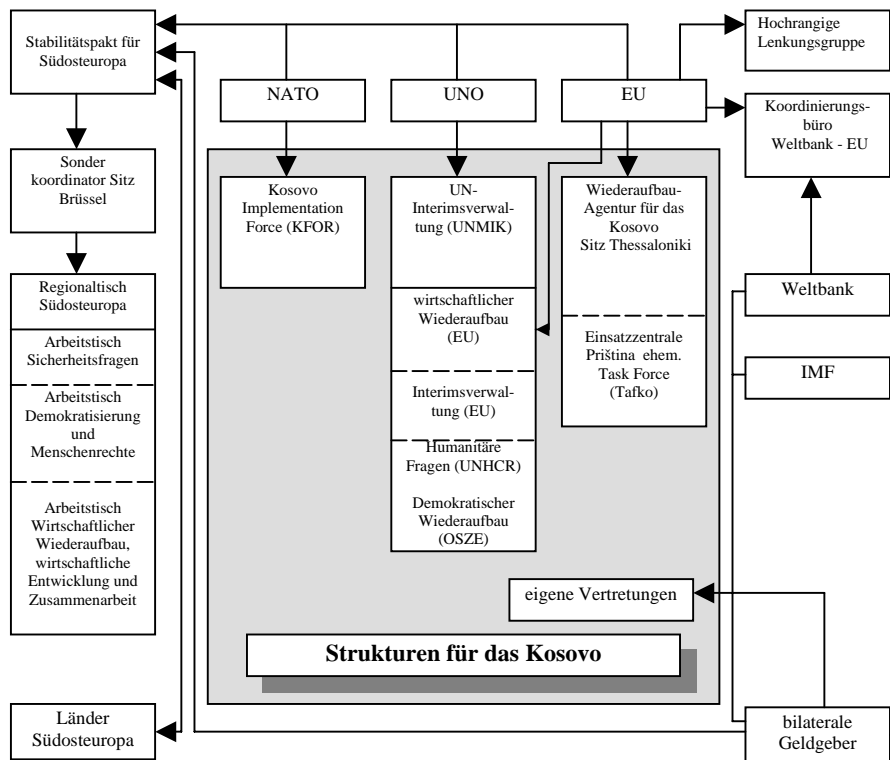 Stabilitätspakt für
Südosteuropa
Hochrangige
Lenkungsgruppe
NATO
UNO
EU
Koordinierungs-
büro
Weltbank - EU
Sonder
koordinator Sitz
Brüssel
Kosovo
Implementation
Force (KFOR)
UN-
Interimsverwal-
tung (UNMIK)
Wiederaufbau-
Agentur für das
Kosovo
Sitz Thessaloniki
Regionaltisch
Südosteuropa
Weltbank
wirtschaftlicher
Wiederaufbau
(EU)
Arbeitstisch
Sicherheitsfragen
Einsatzzentrale
Priština ehem.
Task Force
(Tafko)
IMF
Arbeitstisch
Demokratisierung
und
Menschenrechte
Interimsverwal-
tung (EU)
Humanitäre
Fragen (UNHCR)
Demokratischer
Wiederaufbau
(OSZE)
Arbeitstisch
Wirtschaftlicher
Wiederaufbau,
wirtschaftliche
Entwicklung und
Zusammenarbeit
eigene Vertretungen
Strukturen für das Kosovo
Länder
Südosteuropa
bilaterale
Geldgeber